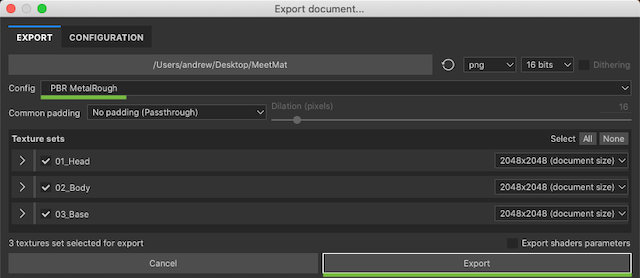 Export document...
EXPORT CONFIGURATION
/Users/andrew/Desktop/MeetMat png 16 bits Dithering
Config PBR MetalRough
Common padding No padding (Passthrough) Dilation (pixels) 16
Texture sets Select All None
01_Head 2048x2048 (document size)
02_Body 2048x2048 (document size)
03_Base 2048x2048 (document size)
3 textures set selected for export Export shaders parameters
Cancel Export